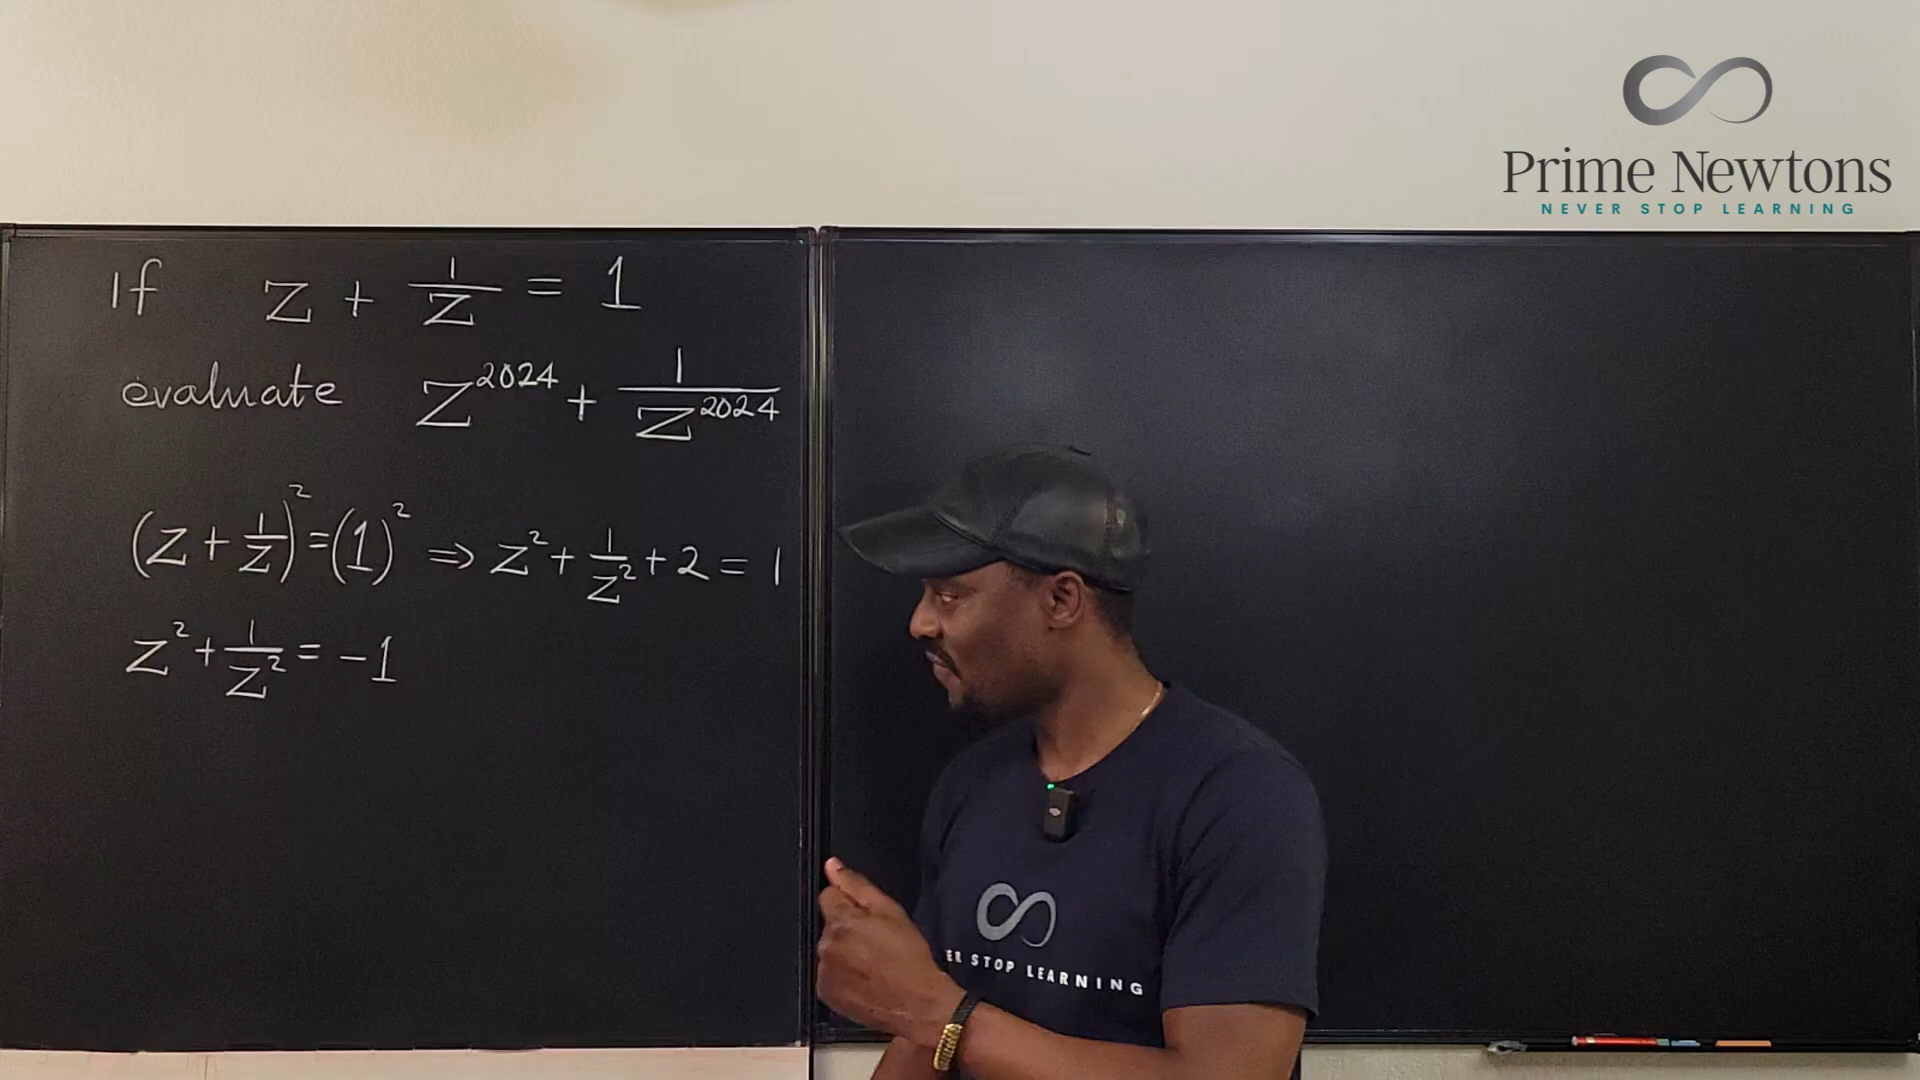 Prime Newtons
NEVER STOP LEARNING
If z + 1/z = 1
evaluate z^2024 + 1/z^2024
(z + 1/z)^2 = (1)^2 ⇒ z^2 + 1/z^2 + 2 = 1
z^2 + 1/z^2 = -1
ER STOP LEARNING